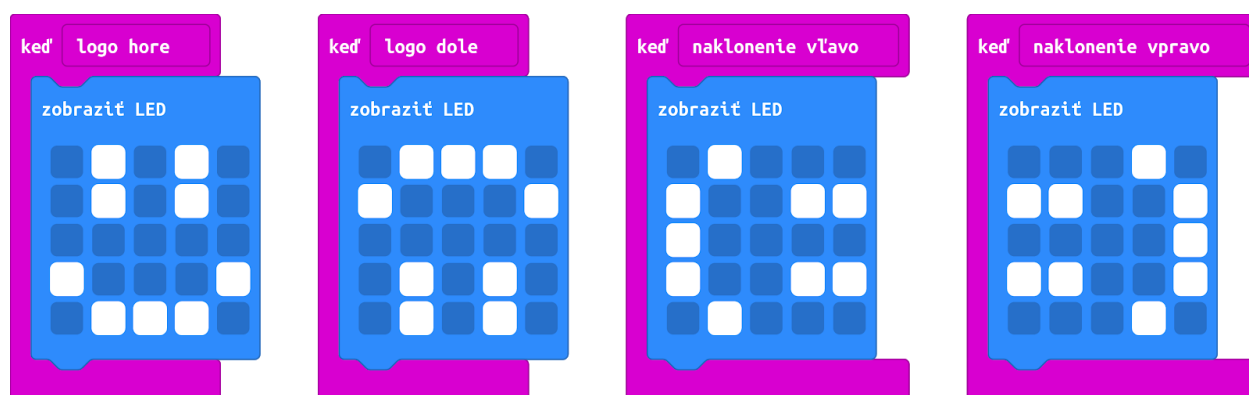 keď logo hore
zobraziť LED
keď logo dole
zobraziť LED
keď naklonenie vľavo
zobraziť LED
keď naklonenie vpravo
zobraziť LED